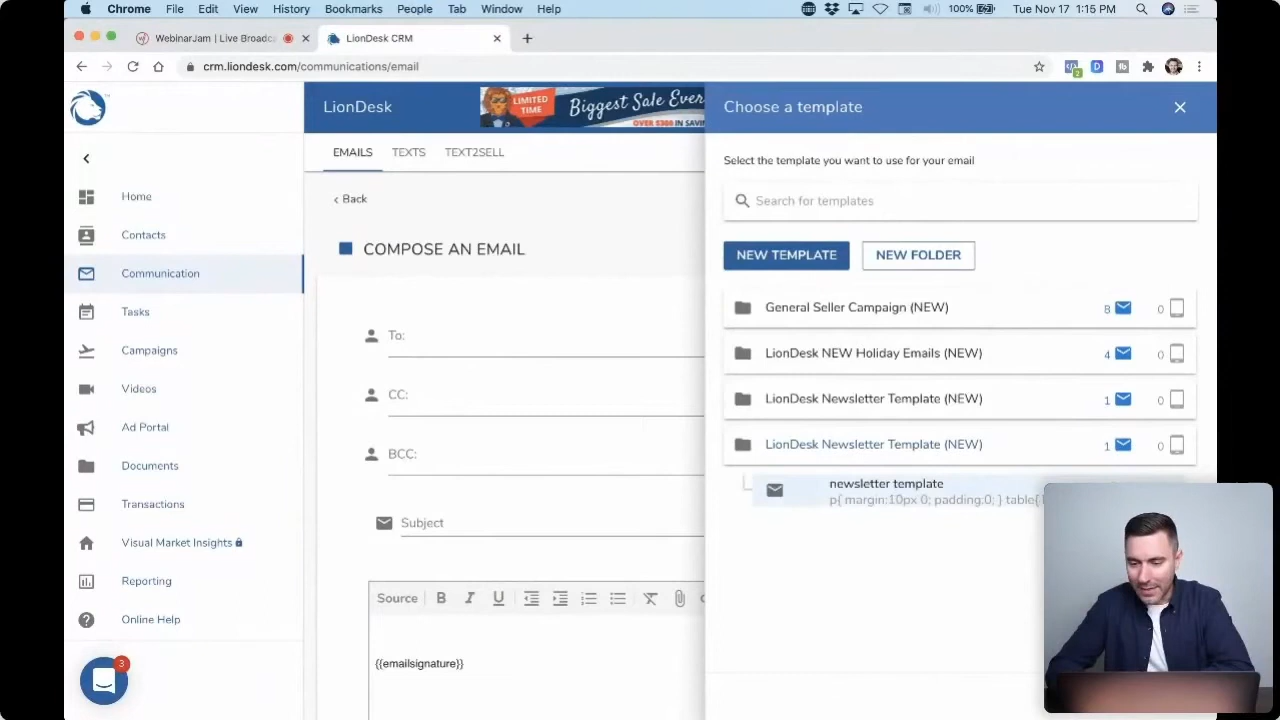 Chrome File Edit View History Bookmarks People Tab Window Help 100% Tue Nov 17 1:15 PM
WebinarJam | Live Broadca
LionDesk CRM
crm.liondesk.com/communications/email
2
LionDesk
LIMITED TIME
Biggest Sale Ever
OVER $300 IN SAVIN
Choose a template
EMAILS TEXTS TEXT2SELL
Select the template you want to use for your email
Search for templates
Back
Home
Contacts
Communication
Tasks
Campaigns
Videos
Ad Portal
Documents
Transactions
Visual Market Insights
Reporting
Online Help
3
COMPOSE AN EMAIL
To:
CC:
BCC:
Subject
Source B I U
{{emailsignature}}
NEW TEMPLATE NEW FOLDER
General Seller Campaign (NEW) 8 0
LionDesk NEW Holiday Emails (NEW) 4 0
LionDesk Newsletter Template (NEW) 1 0
LionDesk Newsletter Template (NEW) 1 0
newsletter template
p{ margin:10px 0; padding:0; } table{